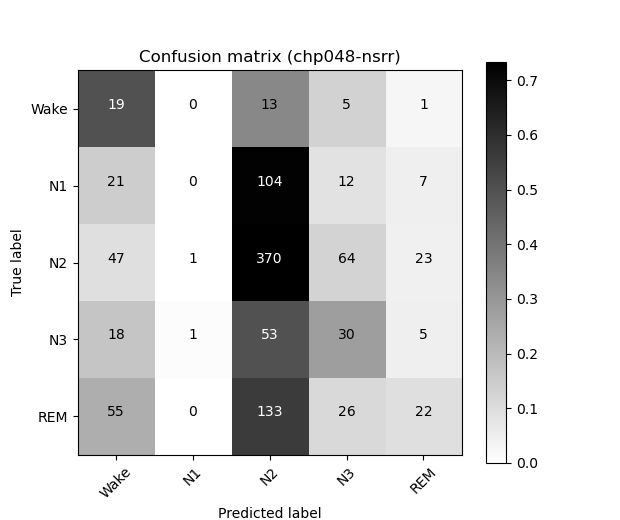 Confusion matrix (chp048-nsrr)
Wake 19 0 13 5 1
N1 21 0 104 12 7
N2 47 1 370 64 23
N3 18 1 53 30 5
REM 55 0 133 26 22
Wake N1 N2 N3 REM
True label
Predicted label
0.7
0.6
0.5
0.4
0.3
0.2
0.1
0.0